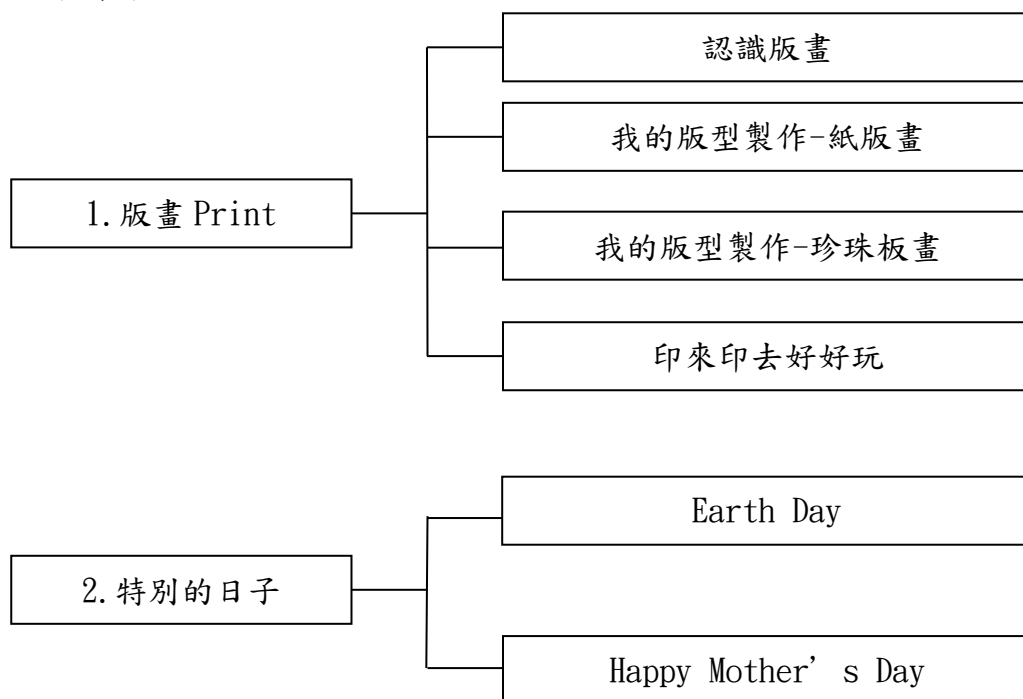 認識版畫
我的版型製作-紙版畫
1.版畫 Print
我的版型製作-珍珠板畫
印來印去好好玩
Earth Day
2.特別的日子
Happy Mother’s Day